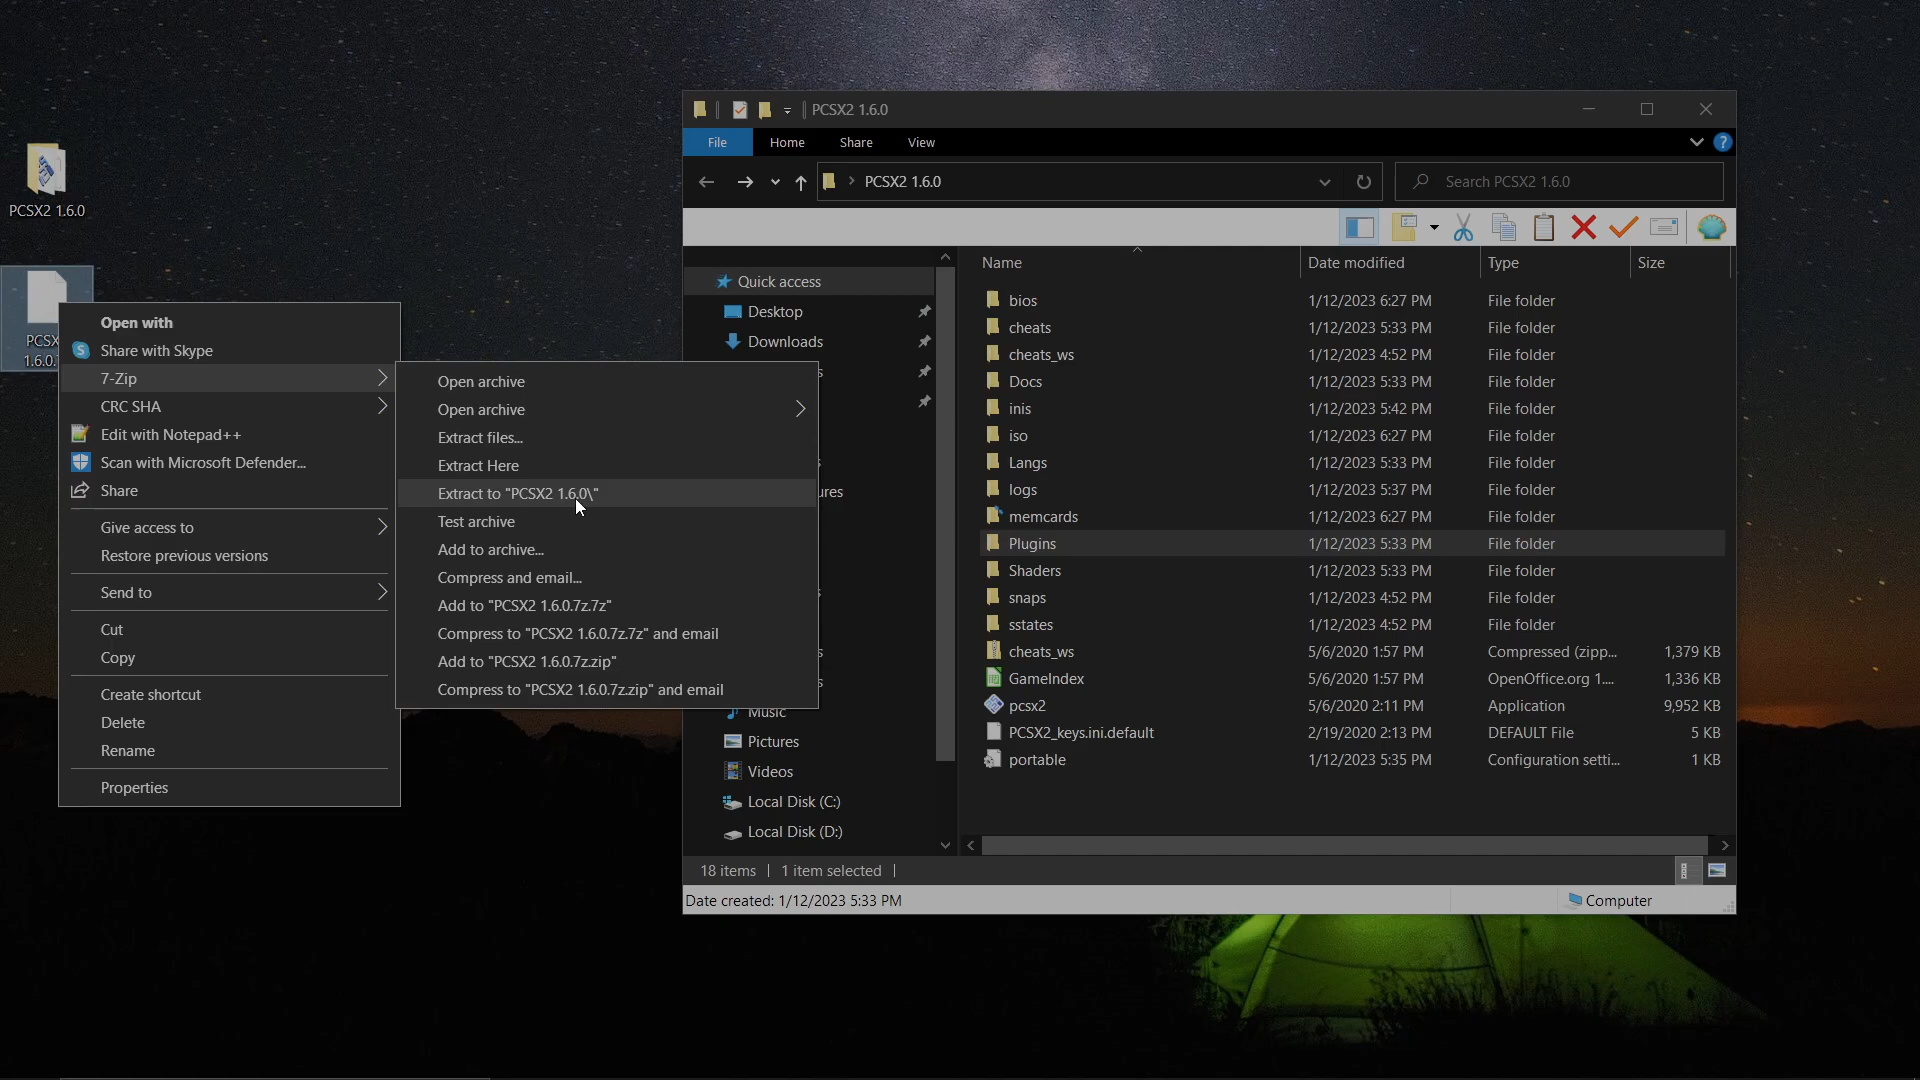 PCSX2 1.6.0
PCSX
1.6.0.
Open with
Share with Skype
7-Zip
CRC SHA
Edit with Notepad++
Scan with Microsoft Defender...
Share
Give access to
Restore previous versions
Send to
Cut
Copy
Create shortcut
Delete
Rename
Properties
Open archive
Open archive
Extract files...
Extract Here
Extract to "PCSX2 1.6.0\"
Test archive
Add to archive...
Compress and email...
Add to "PCSX2 1.6.0.7z.7z"
Compress to "PCSX2 1.6.0.7z.7z" and email
Add to "PCSX2 1.6.0.7z.zip"
Compress to "PCSX2 1.6.0.7z.zip" and email
PCSX2 1.6.0
File Home Share View
PCSX2 1.6.0
Search PCSX2 1.6.0
Quick access
Desktop
Downloads
ures
Music
Pictures
Videos
Local Disk (C:)
Local Disk (D:)
Name Date modified Type Size
bios 1/12/2023 6:27 PM File folder
cheats 1/12/2023 5:33 PM File folder
cheats_ws 1/12/2023 4:52 PM File folder
Docs 1/12/2023 5:33 PM File folder
inis 1/12/2023 5:42 PM File folder
iso 1/12/2023 6:27 PM File folder
Langs 1/12/2023 5:33 PM File folder
logs 1/12/2023 5:37 PM File folder
memcards 1/12/2023 6:27 PM File folder
Plugins 1/12/2023 5:33 PM File folder
Shaders 1/12/2023 5:33 PM File folder
snaps 1/12/2023 4:52 PM File folder
sstates 1/12/2023 4:52 PM File folder
cheats_ws 5/6/2020 1:57 PM Compressed (zipp... 1,379 KB
GameIndex 5/6/2020 1:57 PM OpenOffice.org 1.... 1,336 KB
pcsx2 5/6/2020 2:11 PM Application 9,952 KB
PCSX2_keys.ini.default 2/19/2020 2:13 PM DEFAULT File 5 KB
portable 1/12/2023 5:35 PM Configuration setti... 1 KB
18 items 1 item selected
Date created: 1/12/2023 5:33 PM
Computer